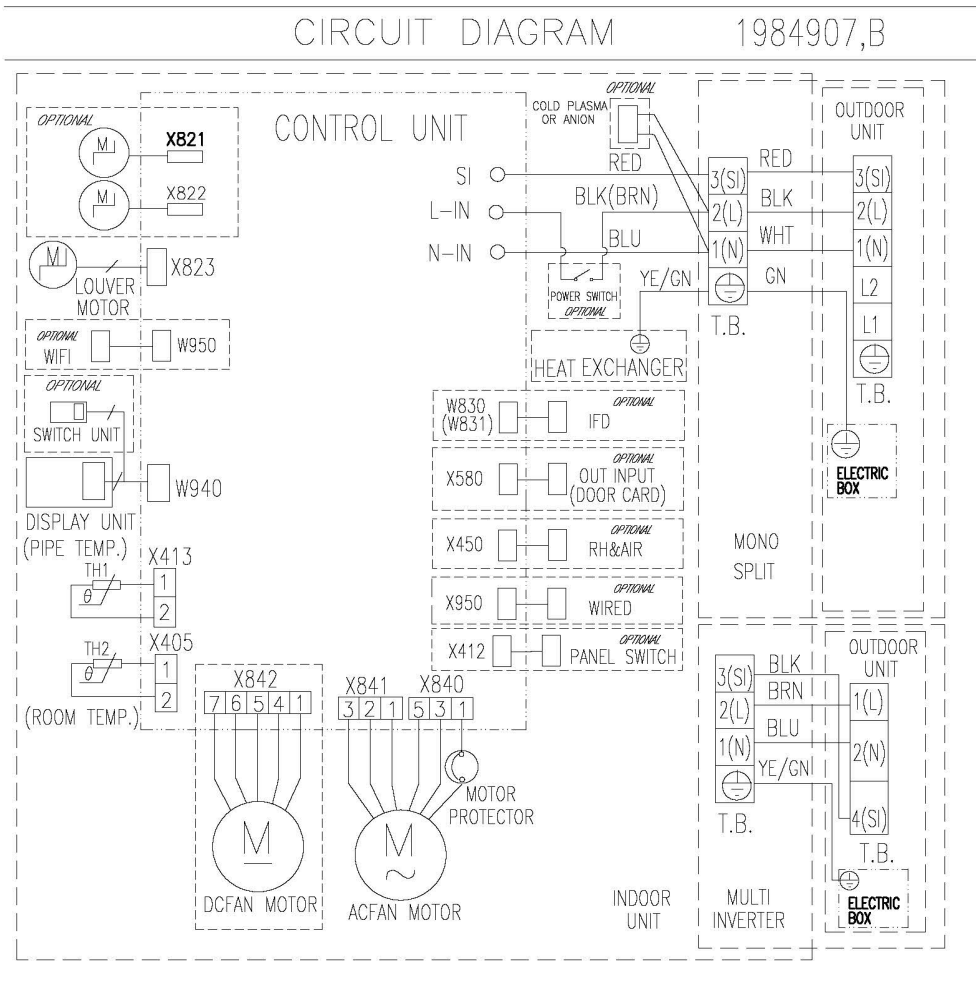 CIRCUIT DIAGRAM 1984907,B
OPTIONAL
M
X821
M
X822
M
LOUVER
MOTOR
X823
OPTIONAL
WIFI
W950
OPTIONAL
SWITCH UNIT
W940
DISPLAY UNIT
(PIPE TEMP.)
X413
TH1
θ
1
2
X405
TH2
θ
1
2
(ROOM TEMP.)
CONTROL UNIT
SI
L-IN
N-IN
OPTIONAL
COLD PLASMA
OR ANION
RED
BLK(BRN)
BLU
YE/GN
POWER SWITCH
OPTIONAL
HEAT EXCHANGER
3(SI)
2(L)
1(N)
T.B.
RED
BLK
WHT
GN
OUTDOOR
UNIT
3(SI)
2(L)
1(N)
L2
L1
T.B.
ELECTRIC
BOX
W830
(W831)
OPTIONAL
IFD
X580
OPTIONAL
OUT INPUT
(DOOR CARD)
X450
OPTIONAL
RH&AIR
X950
OPTIONAL
WIRED
X412
OPTIONAL
PANEL SWITCH
MONO
SPLIT
X842
7 6 5 4 1
M
DCFAN MOTOR
X841
3 2 1
X840
5 3 1
M
~
ACFAN MOTOR
MOTOR
PROTECTOR
INDOOR
UNIT
3(SI)
2(L)
1(N)
T.B.
BLK
BRN
BLU
YE/GN
OUTDOOR
UNIT
1(L)
2(N)
4(SI)
T.B.
ELECTRIC
BOX
MULTI
INVERTER